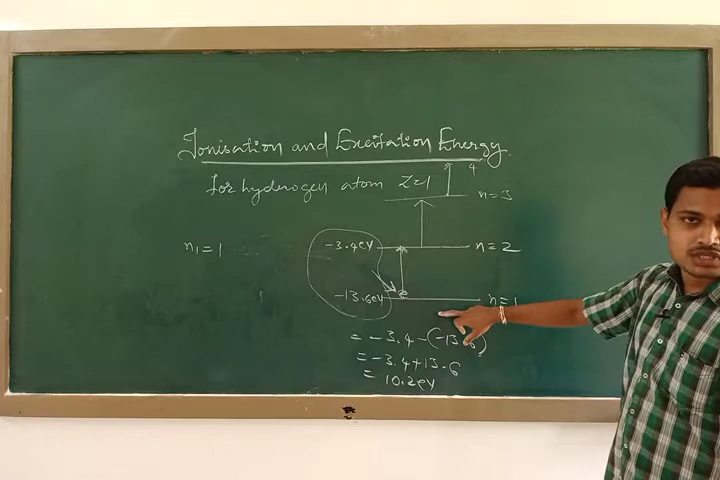 Ionisation and Excitation Energy.
For hydrogen atom Z=1
4
n=3
n1=1
-3.4eV
n=2
-13.6eV
n=1
= -3.4-(-13.6)
= -3.4+13.6
= 10.2eV